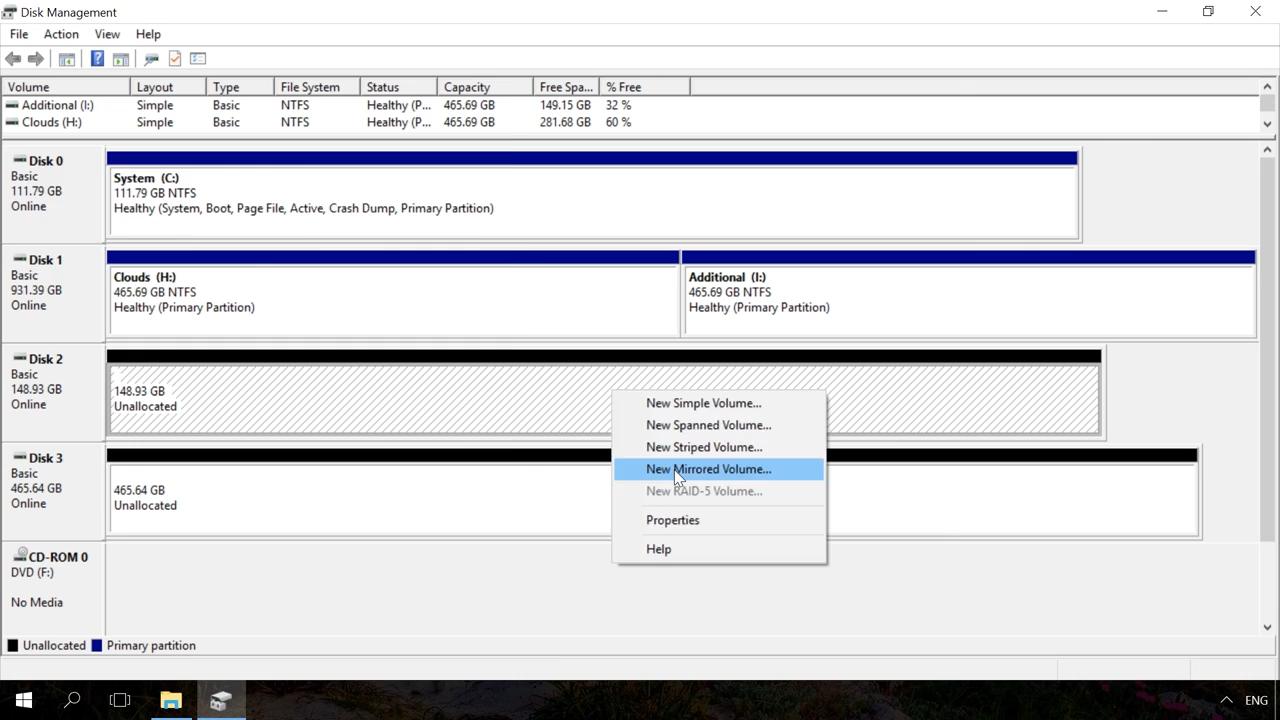 Disk Management
File Action View Help
Volume Layout Type File System Status Capacity Free Spa... % Free
Additional (I:) Simple Basic NTFS Healthy (P... 465.69 GB 149.15 GB 32 %
Clouds (H:) Simple Basic NTFS Healthy (P... 465.69 GB 281.68 GB 60 %
Disk 0
Basic
111.79 GB
Online
System (C:)
111.79 GB NTFS
Healthy (System, Boot, Page File, Active, Crash Dump, Primary Partition)
Disk 1
Basic
931.39 GB
Online
Clouds (H:)
465.69 GB NTFS
Healthy (Primary Partition)
Additional (I:)
465.69 GB NTFS
Healthy (Primary Partition)
Disk 2
Basic
148.93 GB
Online
148.93 GB
Unallocated
New Simple Volume...
New Spanned Volume...
New Striped Volume...
New Mirrored Volume...
New RAID-5 Volume...
Properties
Help
Disk 3
Basic
465.64 GB
Online
465.64 GB
Unallocated
CD-ROM 0
DVD (F:)
No Media
Unallocated Primary partition
ENG